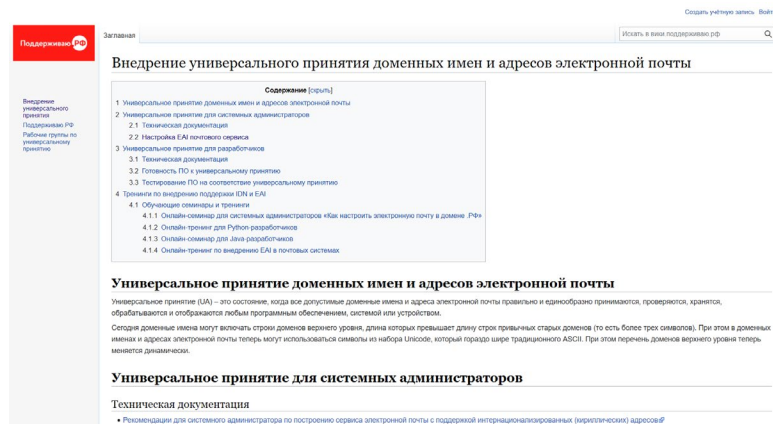 Создать учётную запись Войт
Поддерживаю.РФ
Заглавная
Искать в вики поддерживаю рф
Внедрение универсального принятия доменных имен и адресов электронной почты
Внедрение
универсального
принятия
Поддерживаю.РФ
Рабочие группы по
универсальному
принятию
Содержание [скрыть]
1 Универсальное принятие доменных имен и адресов электронной почты
2 Универсальное принятие для системных администраторов
2.1 Техническая документация
2.2 Настройка EAI почтового сервиса
3 Универсальное принятие для разработчиков
3.1 Техническая документация
3.2 Готовность ПО к универсальному принятию
3.3 Тестирование ПО на соответствие универсальному принятию
4 Тренинги по внедрению поддержки IDN и EAI
4.1 Обучающие семинары и тренинги
4.1.1 Онлайн-семинар для системных администраторов «Как настроить электронную почту в домене .РФ»
4.1.2 Онлайн-тренинг для Python-разработчиков
4.1.3 Онлайн-семинар для Java-разработчиков
4.1.4 Онлайн-тренинг по внедрению EAI в почтовых системах
Универсальное принятие доменных имен и адресов электронной почты
Универсальное принятие (UA) – это состояние, когда все допустимые доменные имена и адреса электронной почты правильно и единообразно принимаются, проверяются, хранятся,
обрабатываются и отображаются любым программным обеспечением, системой или устройством.
Сегодня доменные имена могут включать строки доменов верхнего уровня, длина которых превышает длину строк привычных старых доменов (то есть более трех символов). При этом в доменных
именах и адресах электронной почты теперь могут использоваться символы из набора Unicode, который гораздо шире традиционного ASCII. При этом перечень доменов верхнего уровня теперь
меняется динамически.
Универсальное принятие для системных администраторов
Техническая документация
• Рекомендации для системного администратора по построению сервиса электронной почты с поддержкой интернационализированных (кириллических) адресов